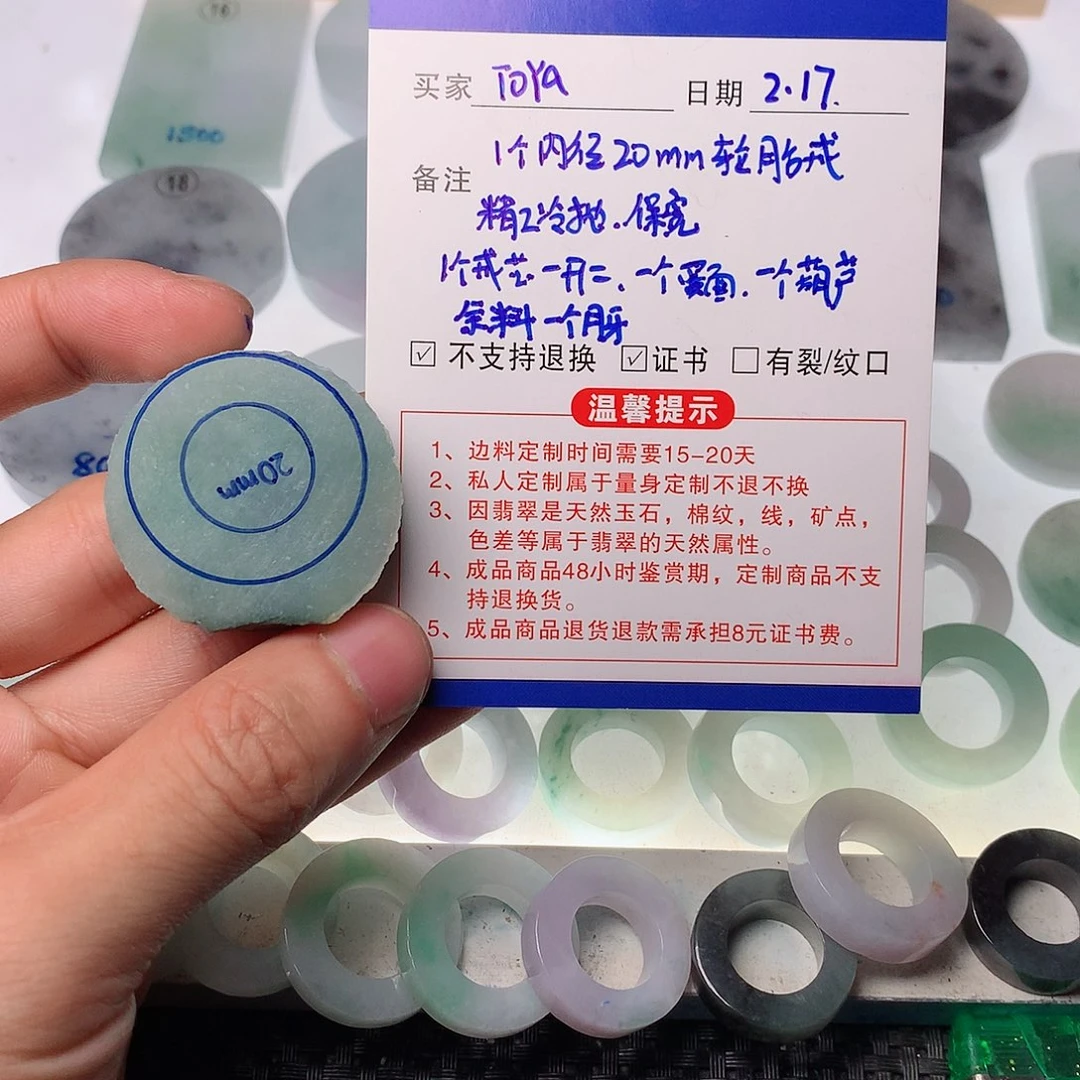 16
1500
18
80
买家 TOYA 日期 2.17.
备注 1个内径20mm轮胎戒
精工冷抛.保宽
1个戒芯一开二,一个蛋面.一个葫芦
余料一个月牙
☑ 不支持退换 ☑ 证书 □ 有裂/纹口
温馨提示
1、边料定制时间需要15-20天
2、私人定制属于量身定制不退不换
3、因翡翠是天然玉石，棉纹，线，矿点，
色差等属于翡翠的天然属性。
4、成品商品48小时鉴赏期，定制商品不支
持退换货。
5、成品商品退货退款需承担8元证书费。
20mm